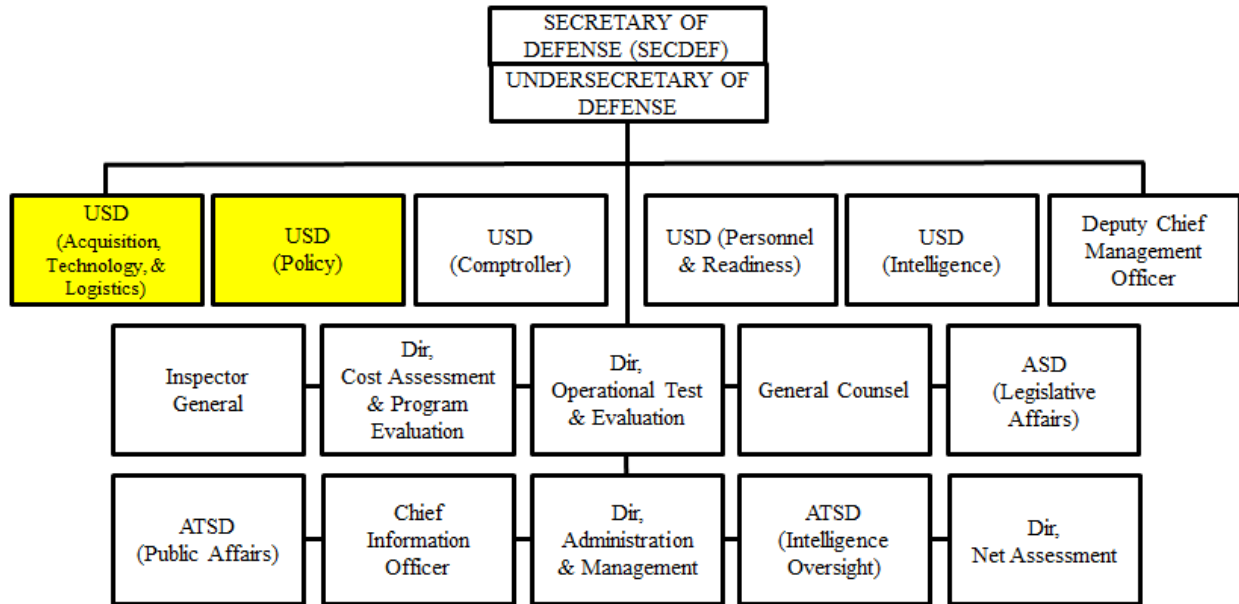 SECRETARY OF
DEFENSE (SECDEF)
UNDERSECRETARY OF
DEFENSE
USD
(Acquisition,
Technology, &
Logistics)
USD
(Policy)
USD
(Comptroller)
USD (Personnel
& Readiness)
USD
(Intelligence)
Deputy Chief
Management
Officer
Inspector
General
Dir,
Cost Assessment
& Program
Evaluation
Dir,
Operational Test
& Evaluation
General Counsel
ASD
(Legislative
Affairs)
ATSD
(Public Affairs)
Chief
Information
Officer
Dir,
Administration
& Management
ATSD
(Intelligence
Oversight)
Dir,
Net Assessment